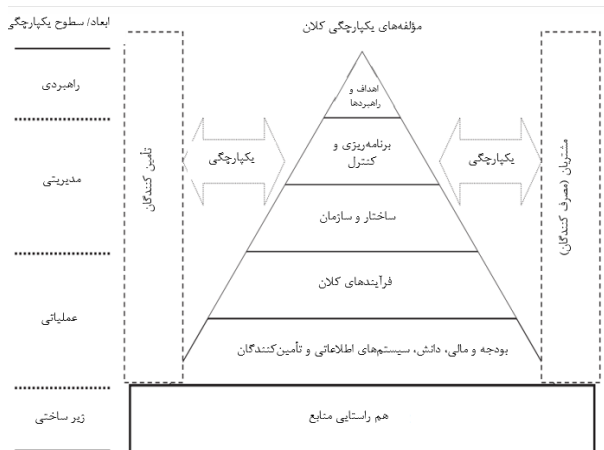 ابعاد/ سطوح یکپارچگی
مؤلفه‌های یکپارچگی کلان
راهبردی
مدیریتی
عملیاتی
زیر ساختی
تأمین کنندگان
یکپارچگی
اهداف و
راهبردها
برنامه‌ریزی و
کنترل
ساختار و سازمان
فرآیندهای کلان
بودجه و مالی، دانش، سیستم‌های اطلاعاتی و تأمین‌کنندگان
هم راستایی منابع
یکپارچگی
مشتریان (مصرف کنندگان)